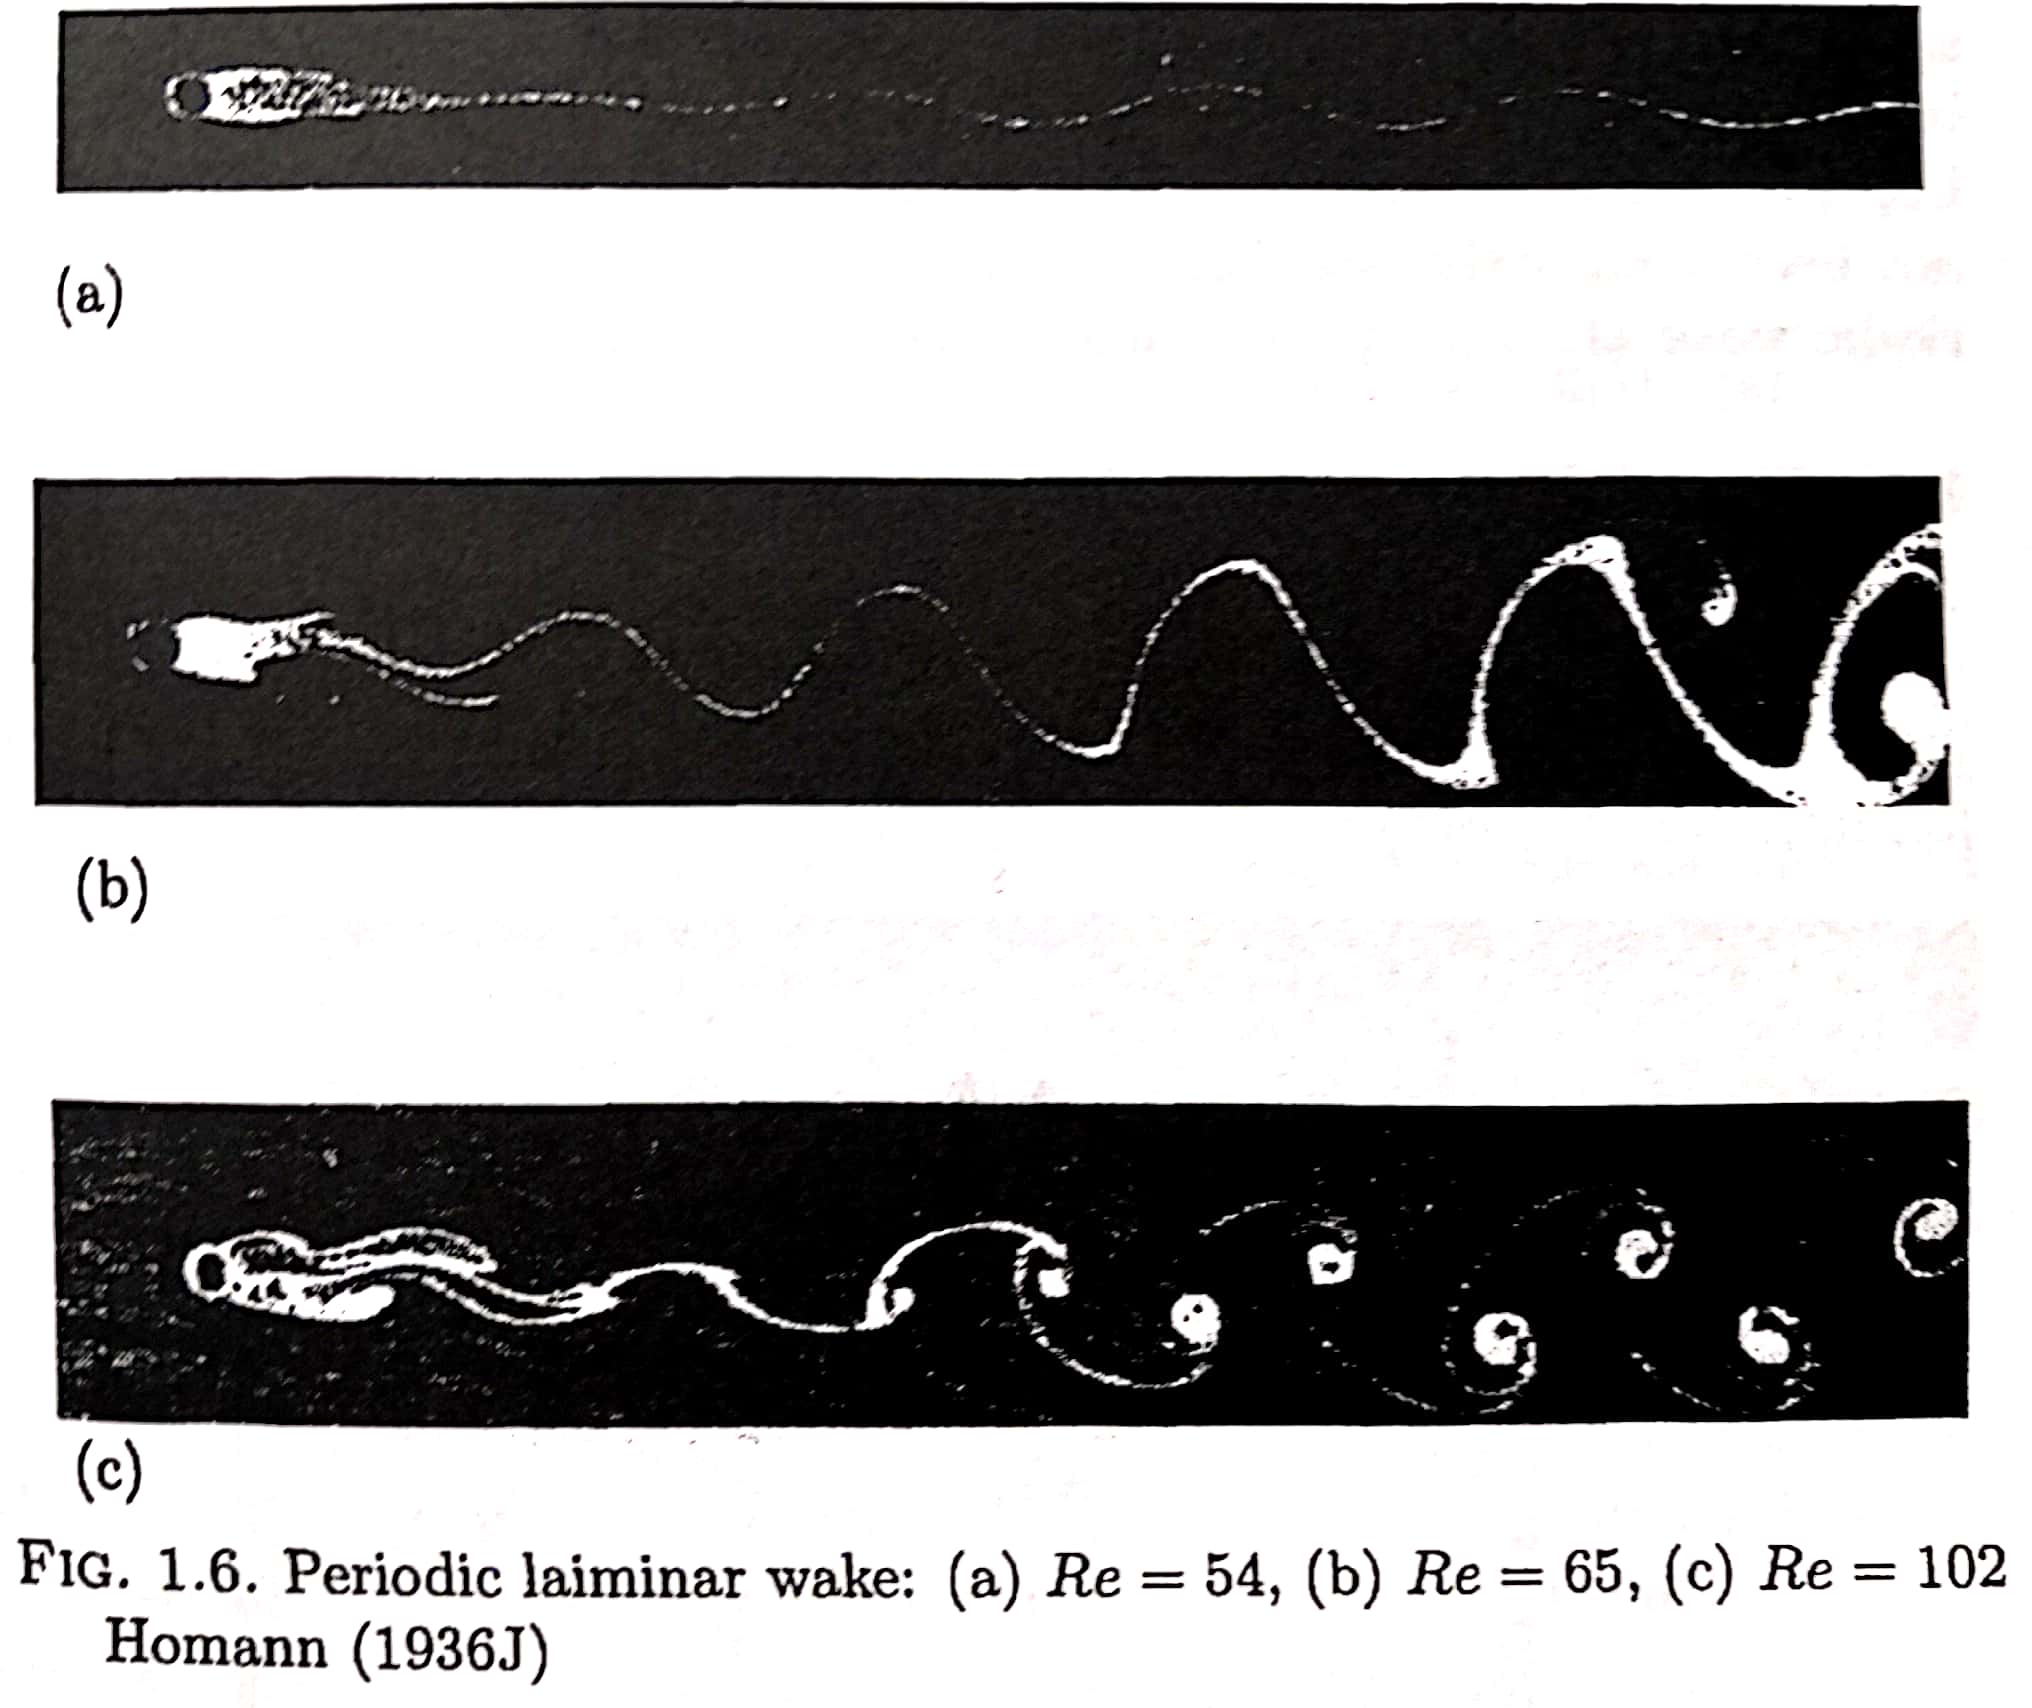 (a)
(b)
(c)
FIG. 1.6. Periodic laiminar wake: (a) Re = 54, (b) Re = 65, (c) Re = 102
Homann (1936J)